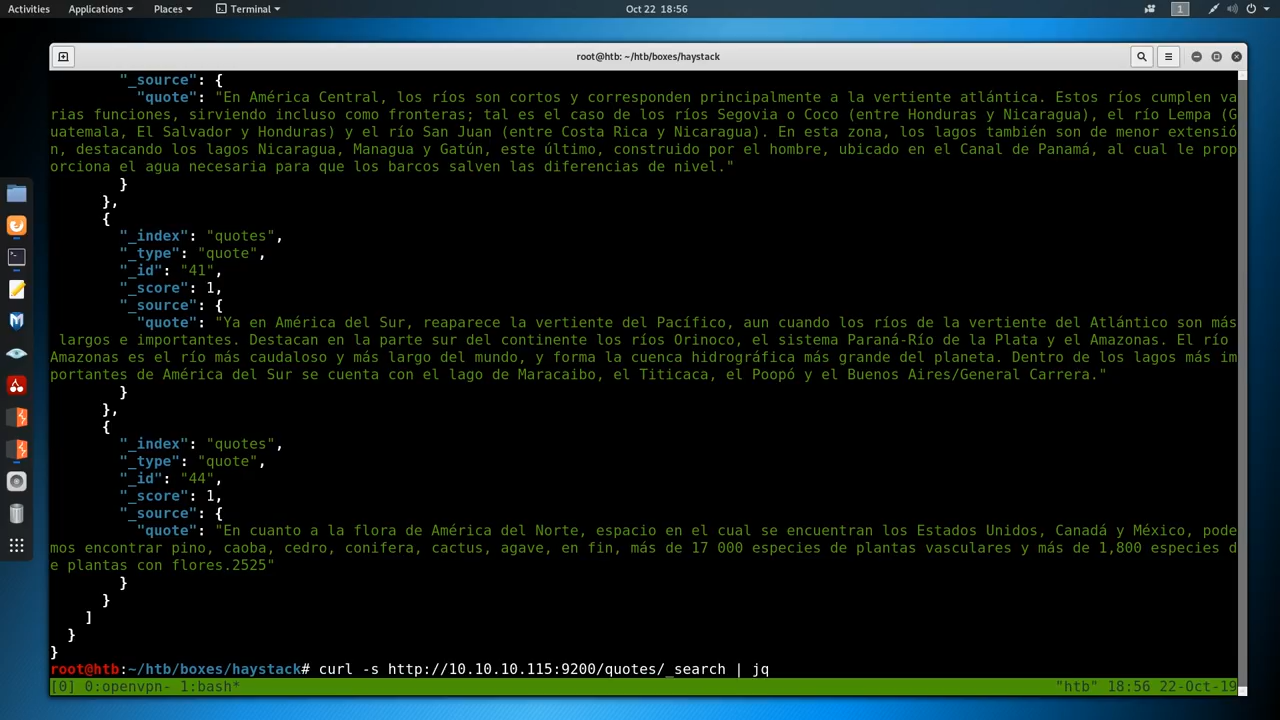 Activities Applications Places Terminal Oct 22 18:56 1
root@htb: ~/htb/boxes/haystack
"_source": {
"quote": "En América Central, los ríos son cortos y corresponden principalmente a la vertiente atlántica. Estos ríos cumplen va
rias funciones, sirviendo incluso como fronteras; tal es el caso de los ríos Segovia o Coco (entre Honduras y Nicaragua), el río Lempa (G
uatemala, El Salvador y Honduras) y el río San Juan (entre Costa Rica y Nicaragua). En esta zona, los lagos también son de menor extensió
n, destacando los lagos Nicaragua, Managua y Gatún, este último, construido por el hombre, ubicado en el Canal de Panamá, al cual le prop
orciona el agua necesaria para que los barcos salven las diferencias de nivel."
}
},
{
"_index": "quotes",
"_type": "quote",
"_id": "41",
"_score": 1,
"_source": {
"quote": "Ya en América del Sur, reaparece la vertiente del Pacífico, aun cuando los ríos de la vertiente del Atlántico son más
largos e importantes. Destacan en la parte sur del continente los ríos Orinoco, el sistema Paraná-Río de la Plata y el Amazonas. El río
Amazonas es el río más caudaloso y más largo del mundo, y forma la cuenca hidrográfica más grande del planeta. Dentro de los lagos más im
portantes de América del Sur se cuenta con el lago de Maracaibo, el Titicaca, el Poopó y el Buenos Aires/General Carrera."
}
},
{
"_index": "quotes",
"_type": "quote",
"_id": "44",
"_score": 1,
"_source": {
"quote": "En cuanto a la flora de América del Norte, espacio en el cual se encuentran los Estados Unidos, Canadá y México, pode
mos encontrar pino, caoba, cedro, conifera, cactus, agave, en fin, más de 17 000 especies de plantas vasculares y más de 1,800 especies d
e plantas con flores.2525"
}
}
]
}
}
root@htb:~/htb/boxes/haystack# curl -s http://10.10.10.115:9200/quotes/_search | jq
[0] 0:openvpn- 1:bash* "htb" 18:56 22-Oct-19